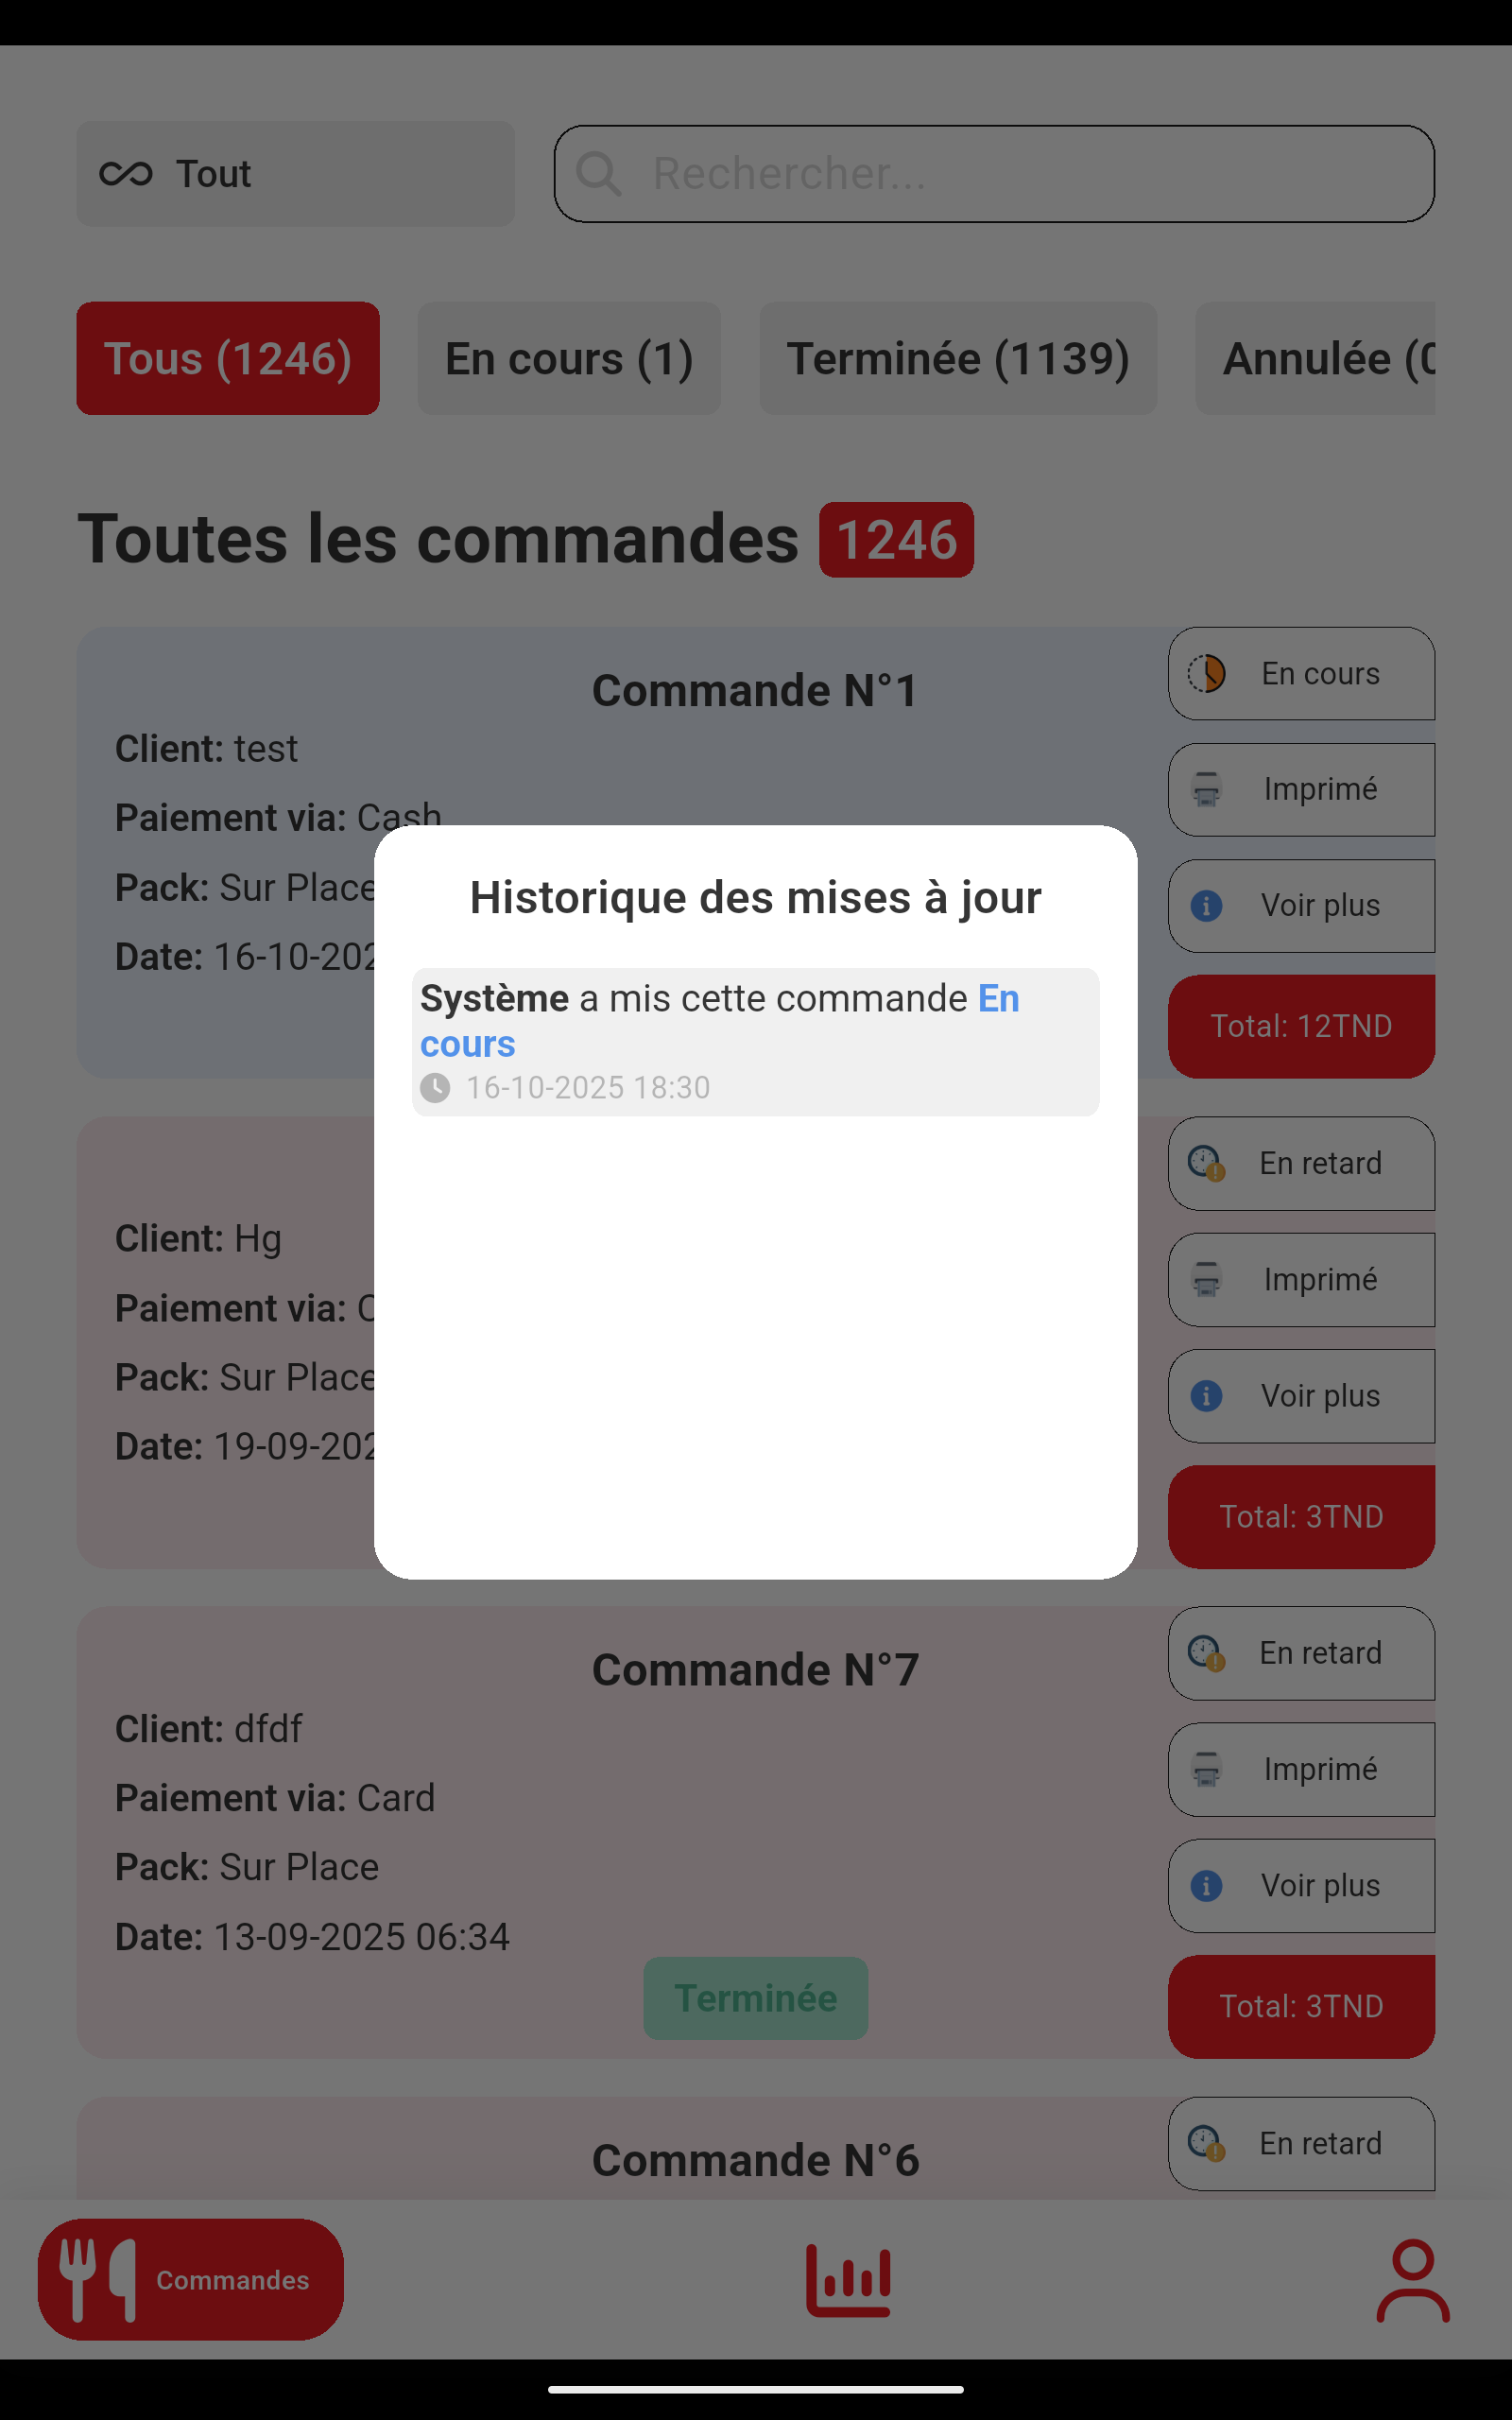 Tout
Rechercher...
Tous (1246)
En cours (1)
Terminée (1139)
Annulée (0
Toutes les commandes 1246
Commande N°1
Client: test
Paiement via: Cash
Pack: Sur Place
Date: 16-10-202
En cours
Imprimé
Voir plus
Total: 12TND
Historique des mises à jour
Système a mis cette commande En
cours
16-10-2025 18:30
Client: Hg
Paiement via: C
Pack: Sur Place
Date: 19-09-202
En retard
Imprimé
Voir plus
Total: 3TND
Commande N°7
Client: dfdf
Paiement via: Card
Pack: Sur Place
Date: 13-09-2025 06:34
Terminée
En retard
Imprimé
Voir plus
Total: 3TND
Commande N°6
En retard
Commandes